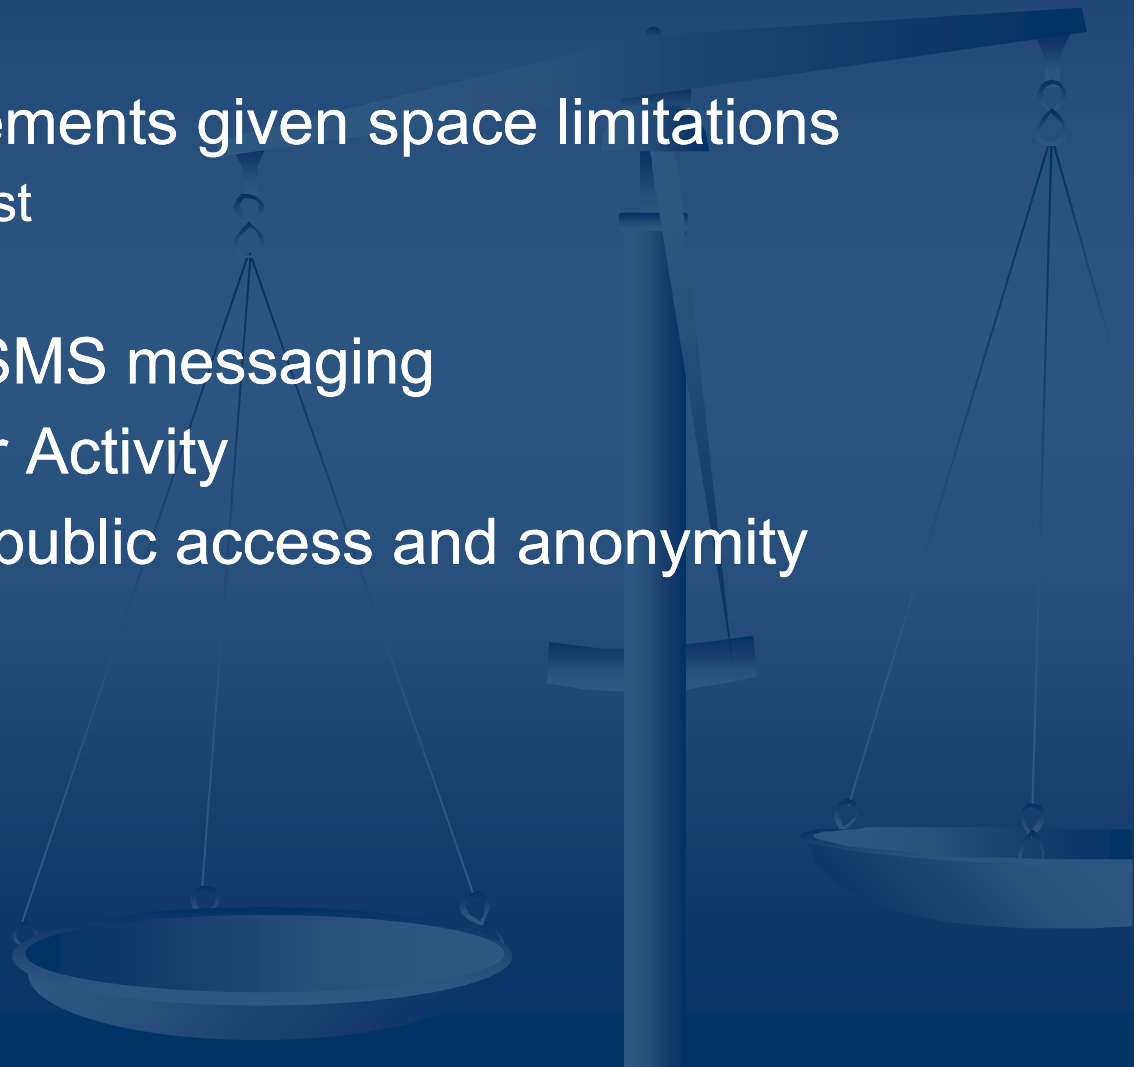 ements given space limitations
st
SMS messaging
r Activity
public access and anonymity